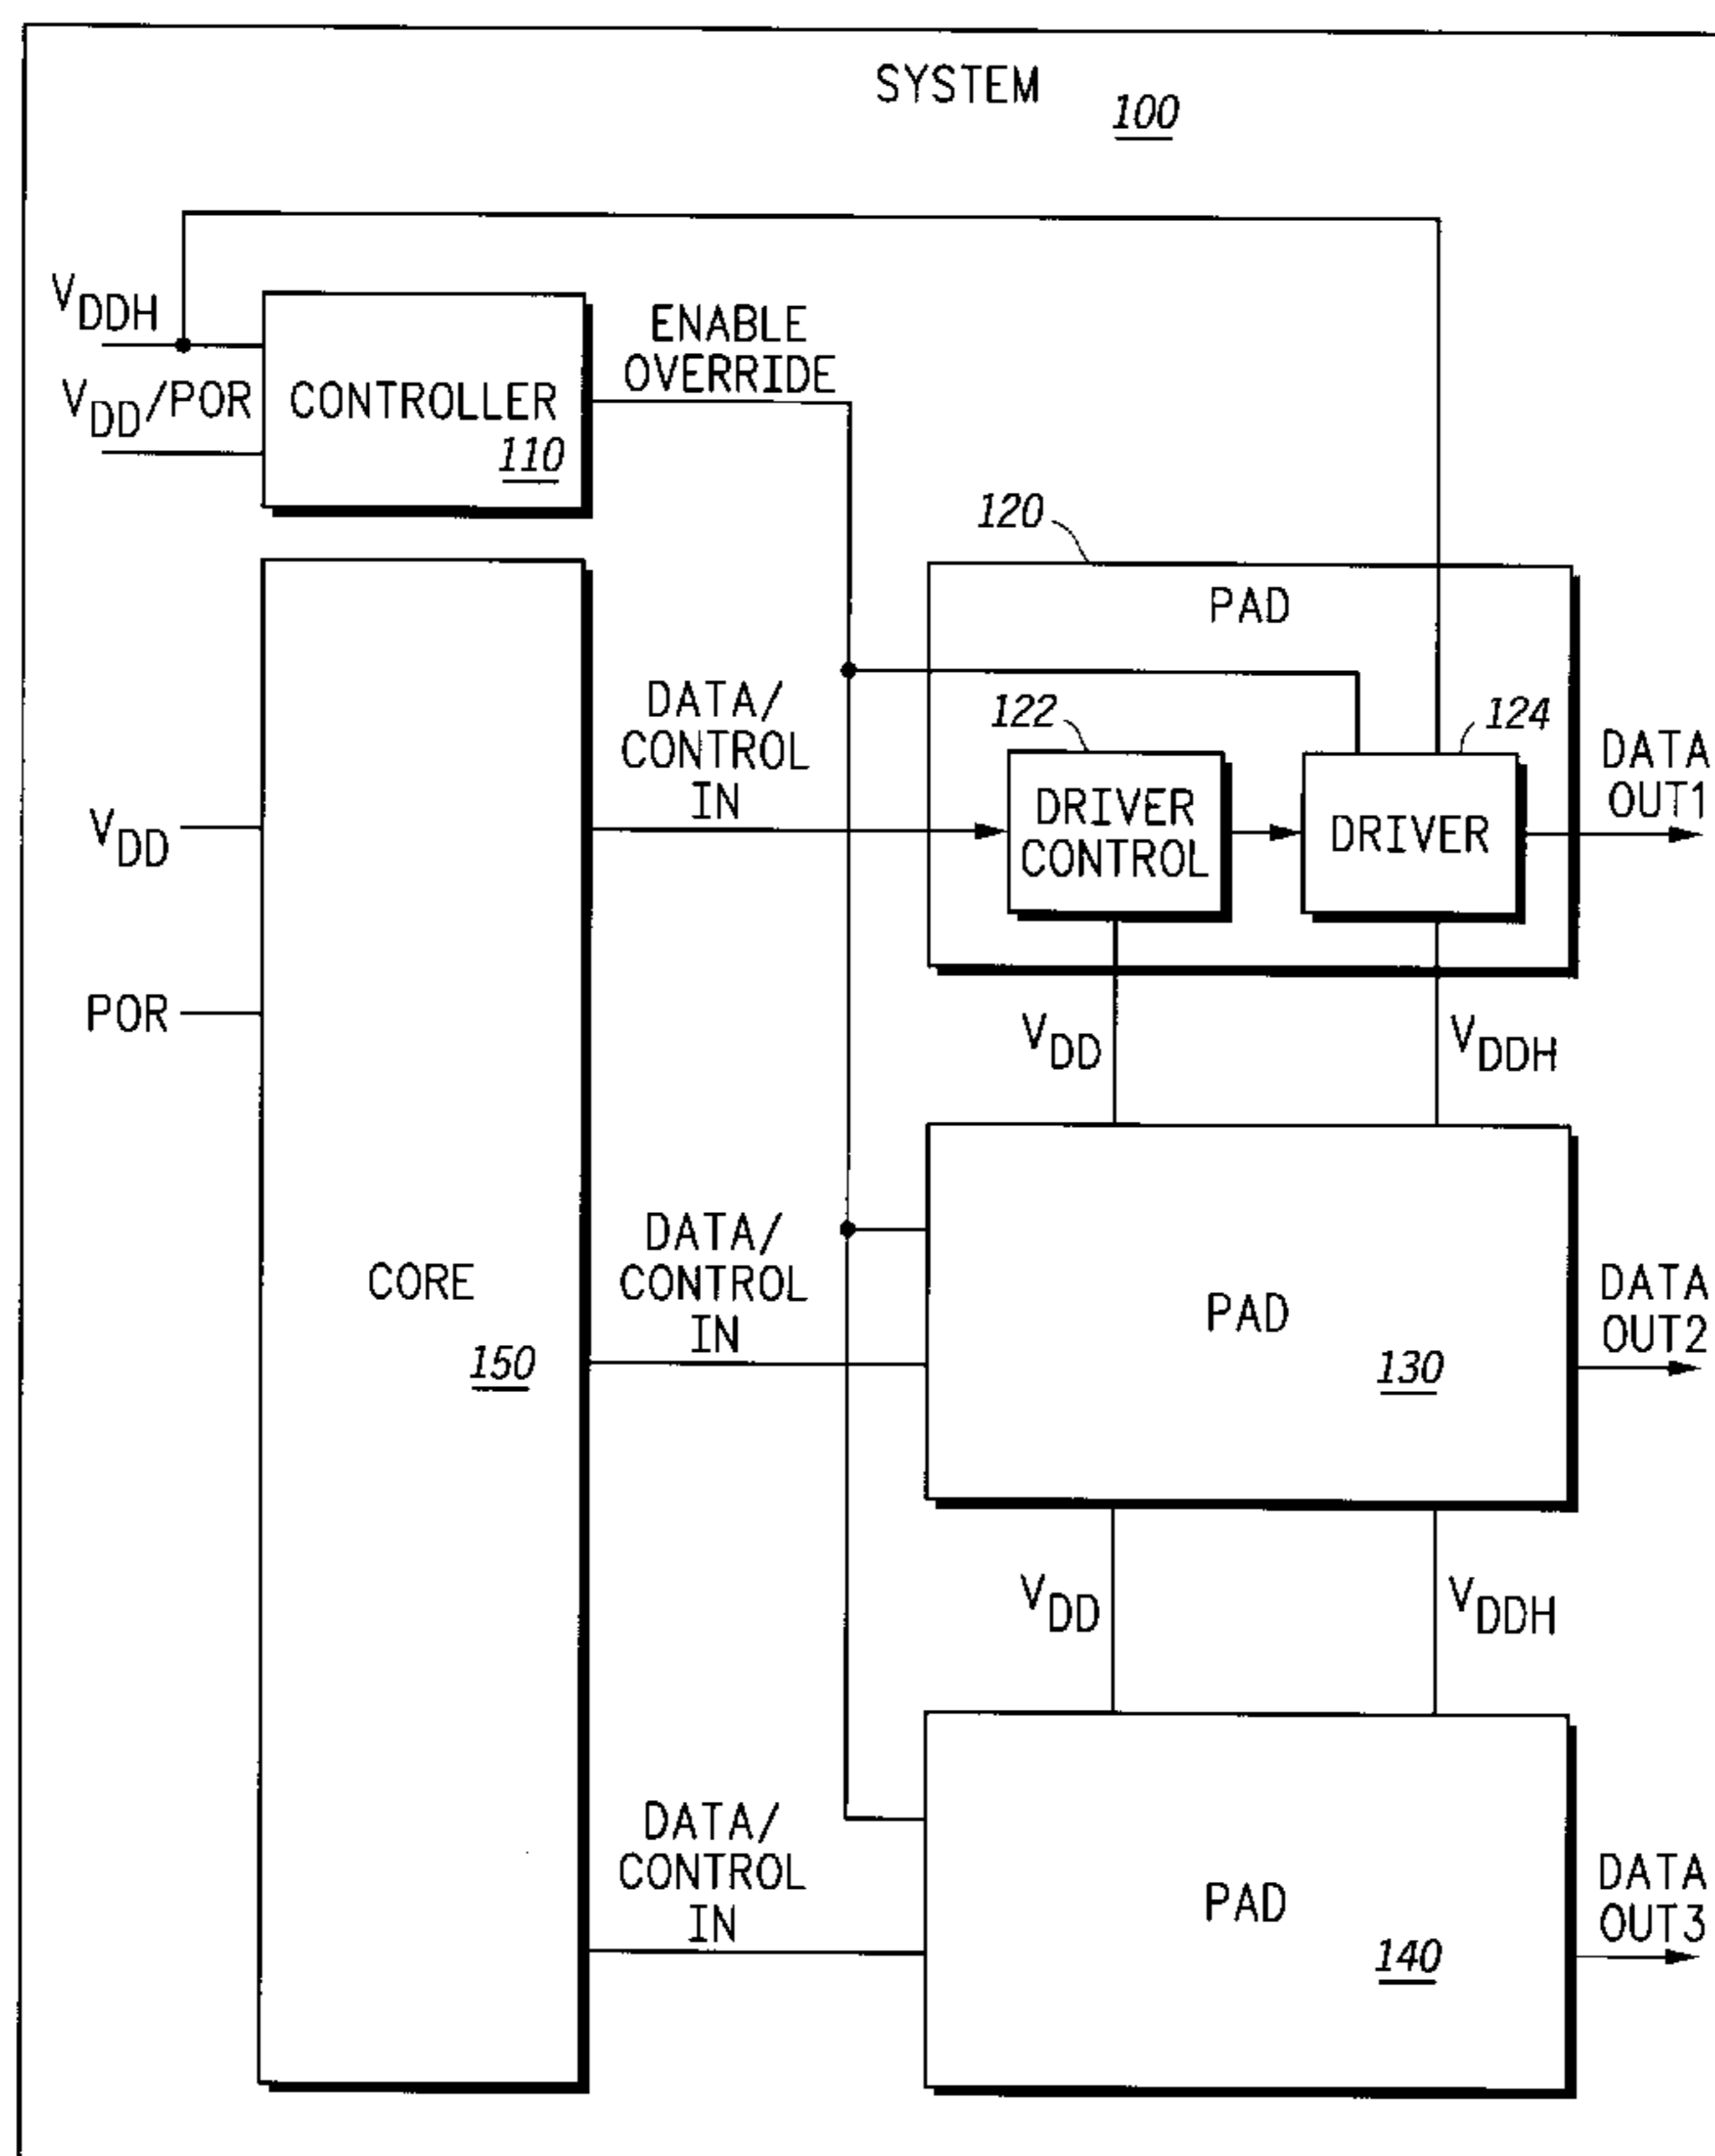 SYSTEM
100
VDDH
VDD/POR
CONTROLLER
110
ENABLE
OVERRIDE
120
PAD
122
DRIVER
CONTROL
124
DRIVER
DATA
OUT1
DATA/
CONTROL
IN
VDD
POR
VDD
VDDH
CORE
150
DATA/
CONTROL
IN
PAD
130
DATA
OUT2
VDD
VDDH
DATA/
CONTROL
IN
PAD
140
DATA
OUT3